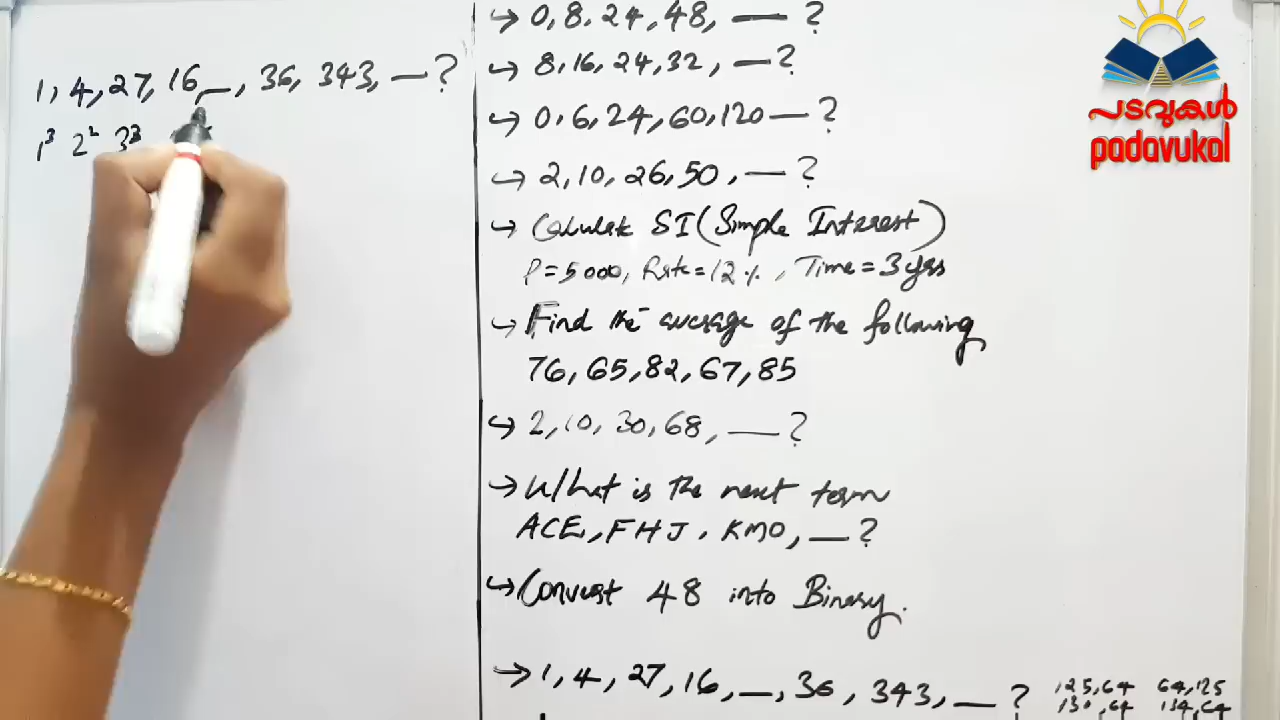 1, 4, 27, 16, __, 36, 343, — ?
1³ 2² 3³
→ 0, 8, 24, 48, — ?
→ 8, 16, 24, 32, — ?
→ 0, 6, 24, 60, 120 — ?
→ 2, 10, 26, 50, — ?
→ Calculate SI (Simple Interest)
P = 5000, Rate = 12%, Time = 3 yrs
→ Find the average of the following
76, 65, 82, 67, 85
→ 2, 10, 30, 68, — ?
→ What is the next term
ACE, FHJ, KMO, — ?
→ Convert 48 into Binary.
→ 1, 4, 27, 16, __, 36, 343, __ ?
125, 64 64, 125
130, 64 134, 64
പടവുകൾ
padavukal